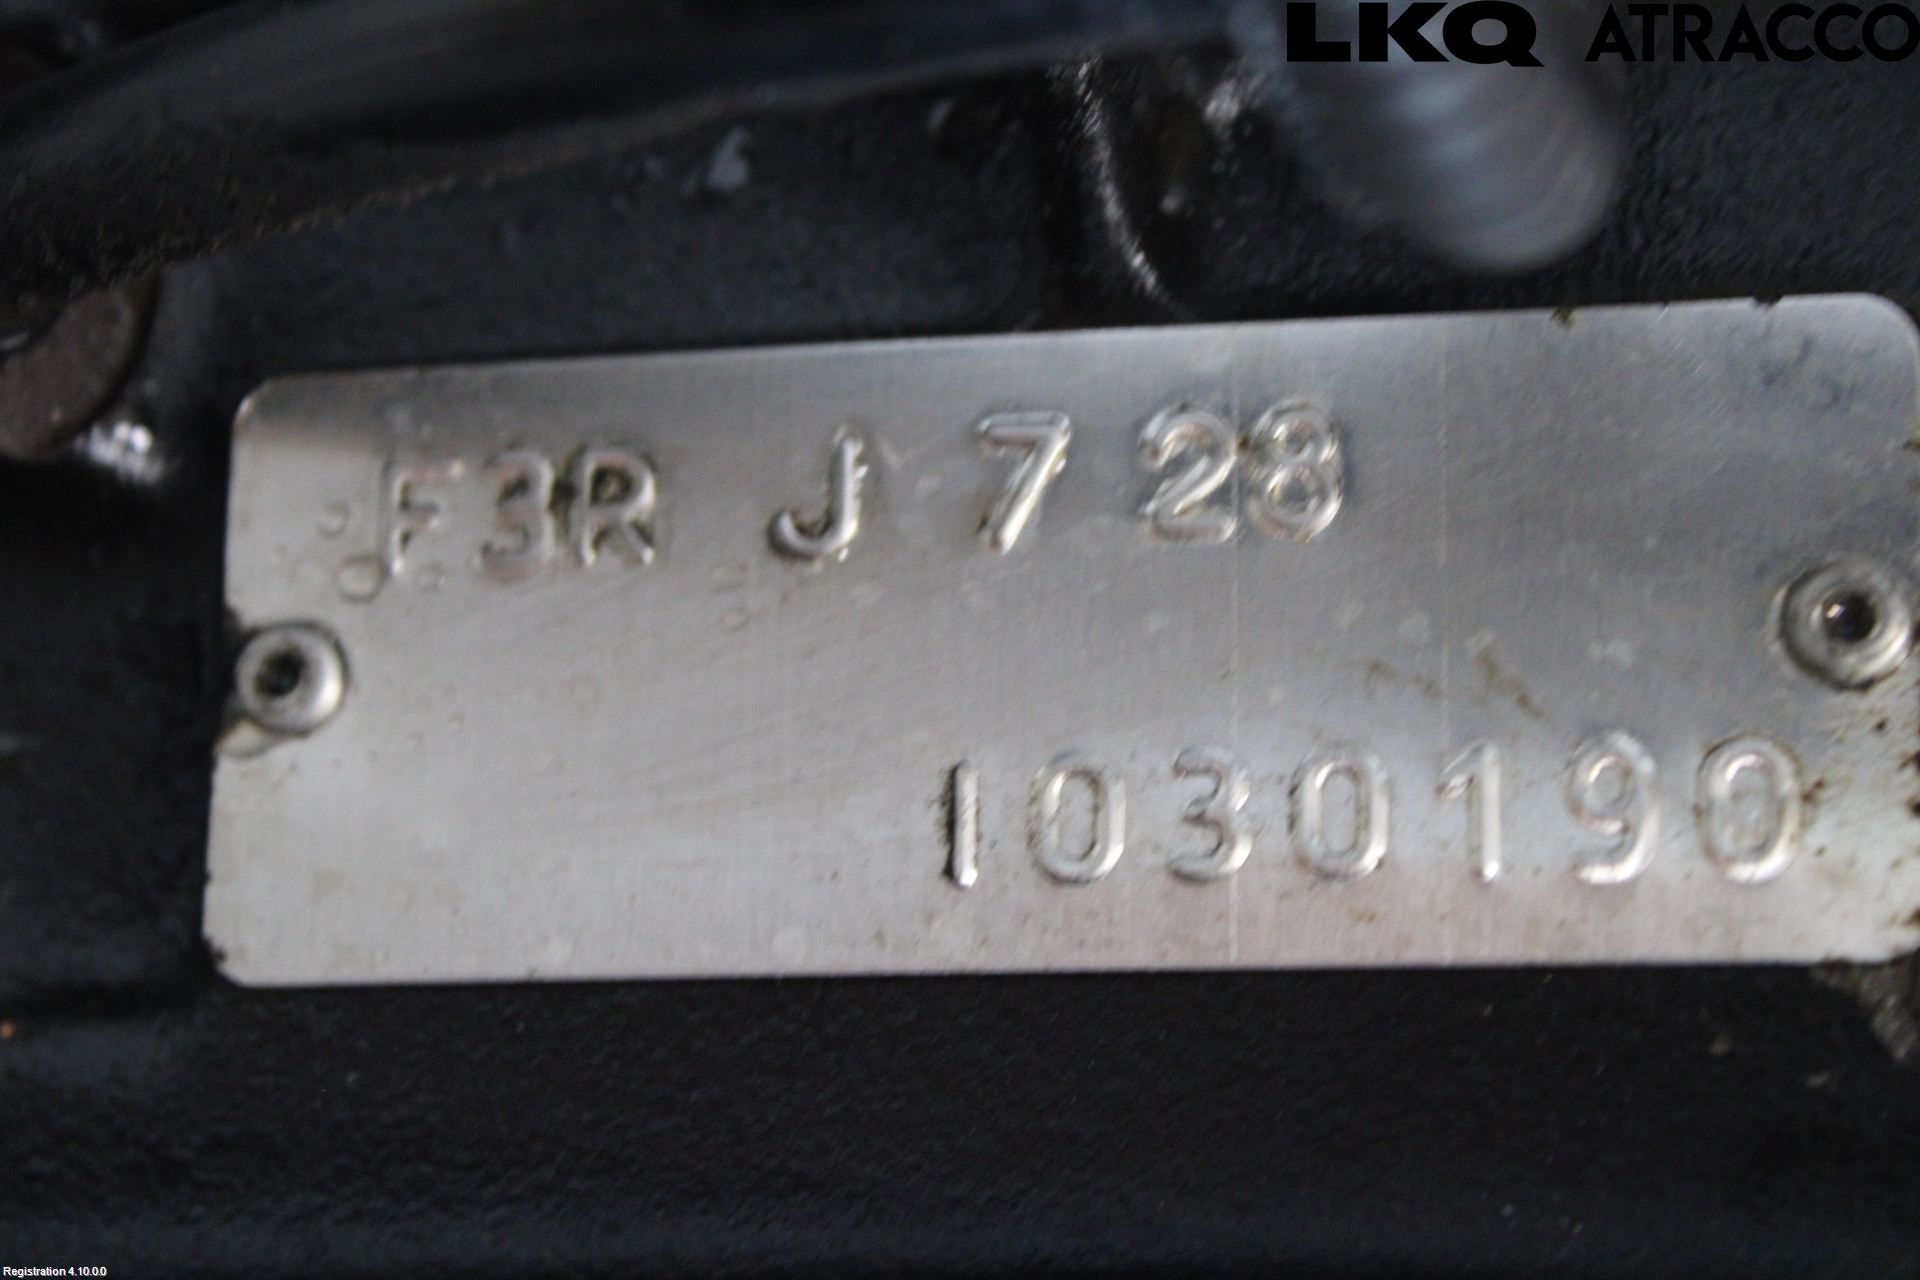 LKQ ATRACCO
F3R J 7 28
1030190
Registration 4.10.0.0